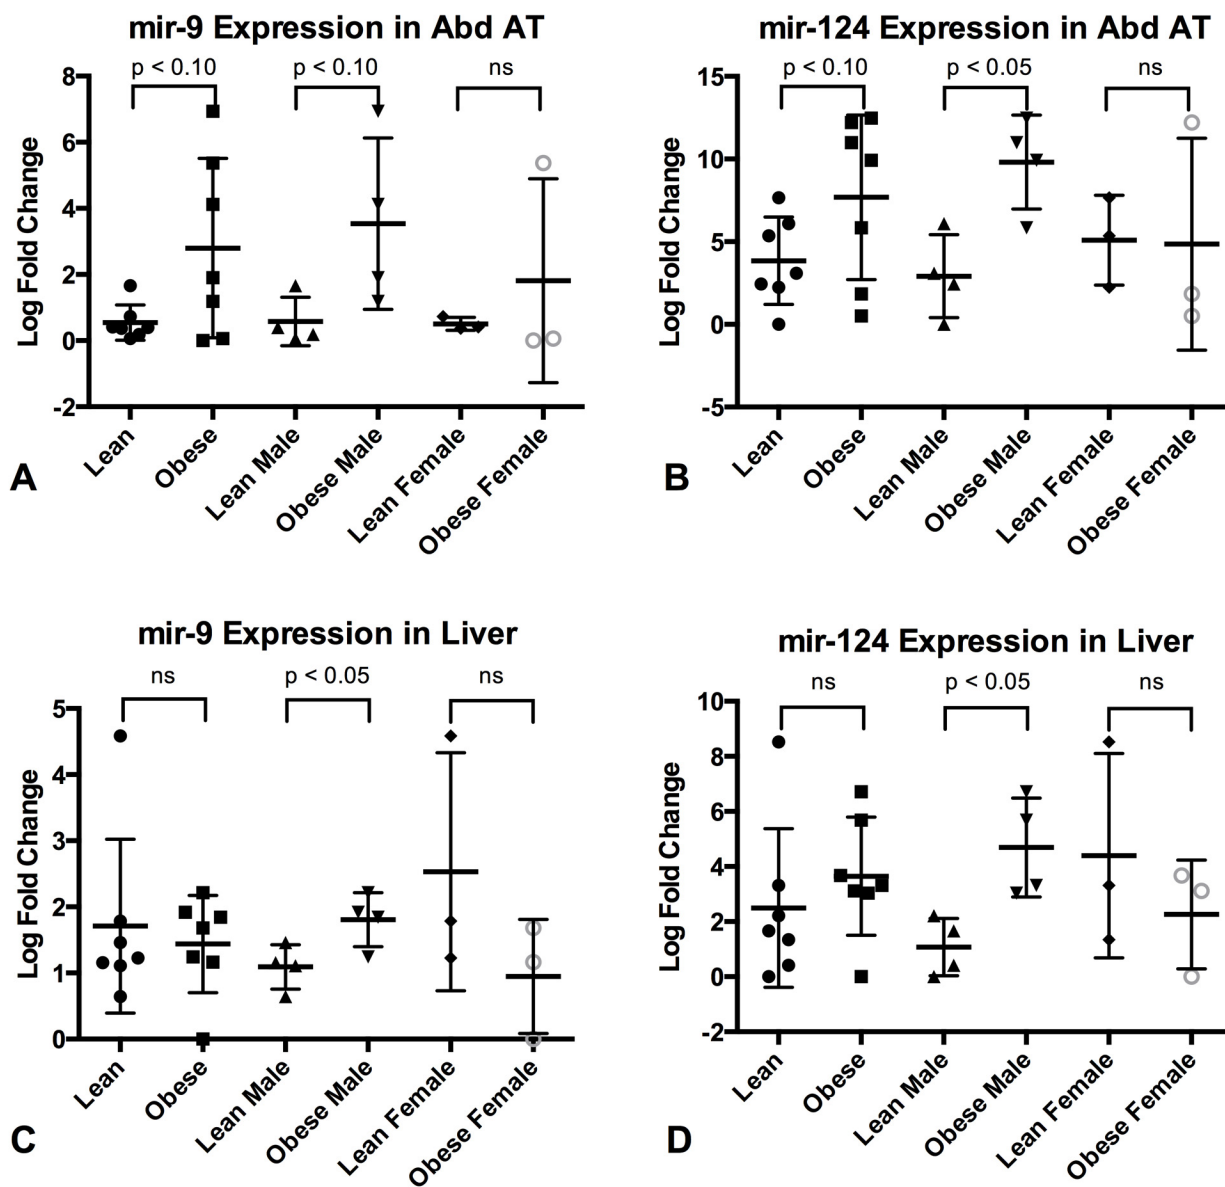 mir-9 Expression in Abd AT
p < 0.10
p < 0.10
ns
8
6
4
2
0
-2
Log Fold Change
Lean
Obese
Lean Male
Obese Male
Lean Female
Obese Female
A
mir-124 Expression in Abd AT
p < 0.10
p < 0.05
ns
15
10
5
0
-5
Log Fold Change
Lean
Obese
Lean Male
Obese Male
Lean Female
Obese Female
B
mir-9 Expression in Liver
ns
p < 0.05
ns
5
4
3
2
1
0
Log Fold Change
Lean
Obese
Lean Male
Obese Male
Lean Female
Obese Female
C
mir-124 Expression in Liver
ns
p < 0.05
ns
10
8
6
4
2
0
-2
Log Fold Change
Lean
Obese
Lean Male
Obese Male
Lean Female
Obese Female
D